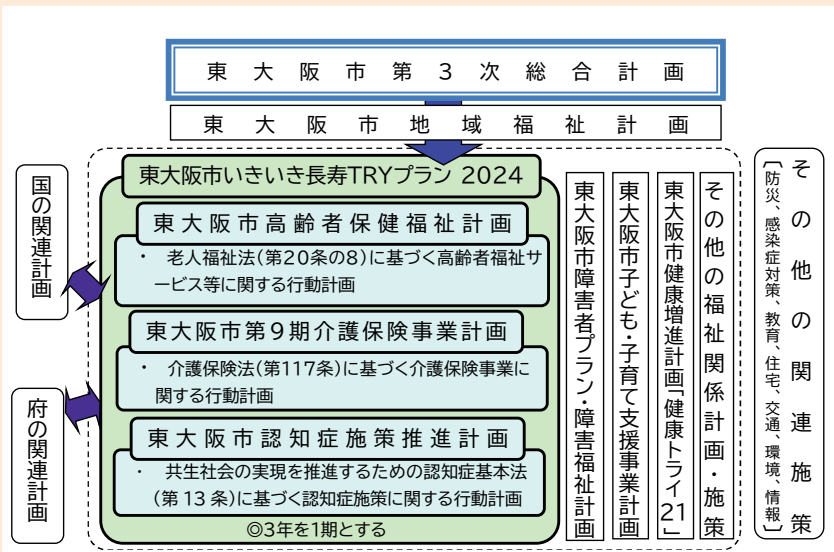 東大阪市第3次総合計画
東大阪市地域福祉計画
東大阪市いきいき長寿TRYプラン 2024
東大阪市高齢者保健福祉計画
・ 老人福祉法(第20条の8)に基づく高齢者福祉サ
ービス等に関する行動計画
東大阪市第9期介護保険事業計画
・ 介護保険法(第117条)に基づく介護保険事業に
関する行動計画
東大阪市認知症施策推進計画
・ 共生社会の実現を推進するための認知症基本法
(第13条)に基づく認知症施策に関する行動計画
◎3年を1期とする
国の関連計画
府の関連計画
東大阪市障害者プラン・障害福祉計画
東大阪市子ども・子育て支援事業計画
東大阪市健康増進計画「健康トライ21」
その他の福祉関係計画・施策
その他の関連施策
〔防災、感染症対策、教育、住宅、交通、環境、情報〕